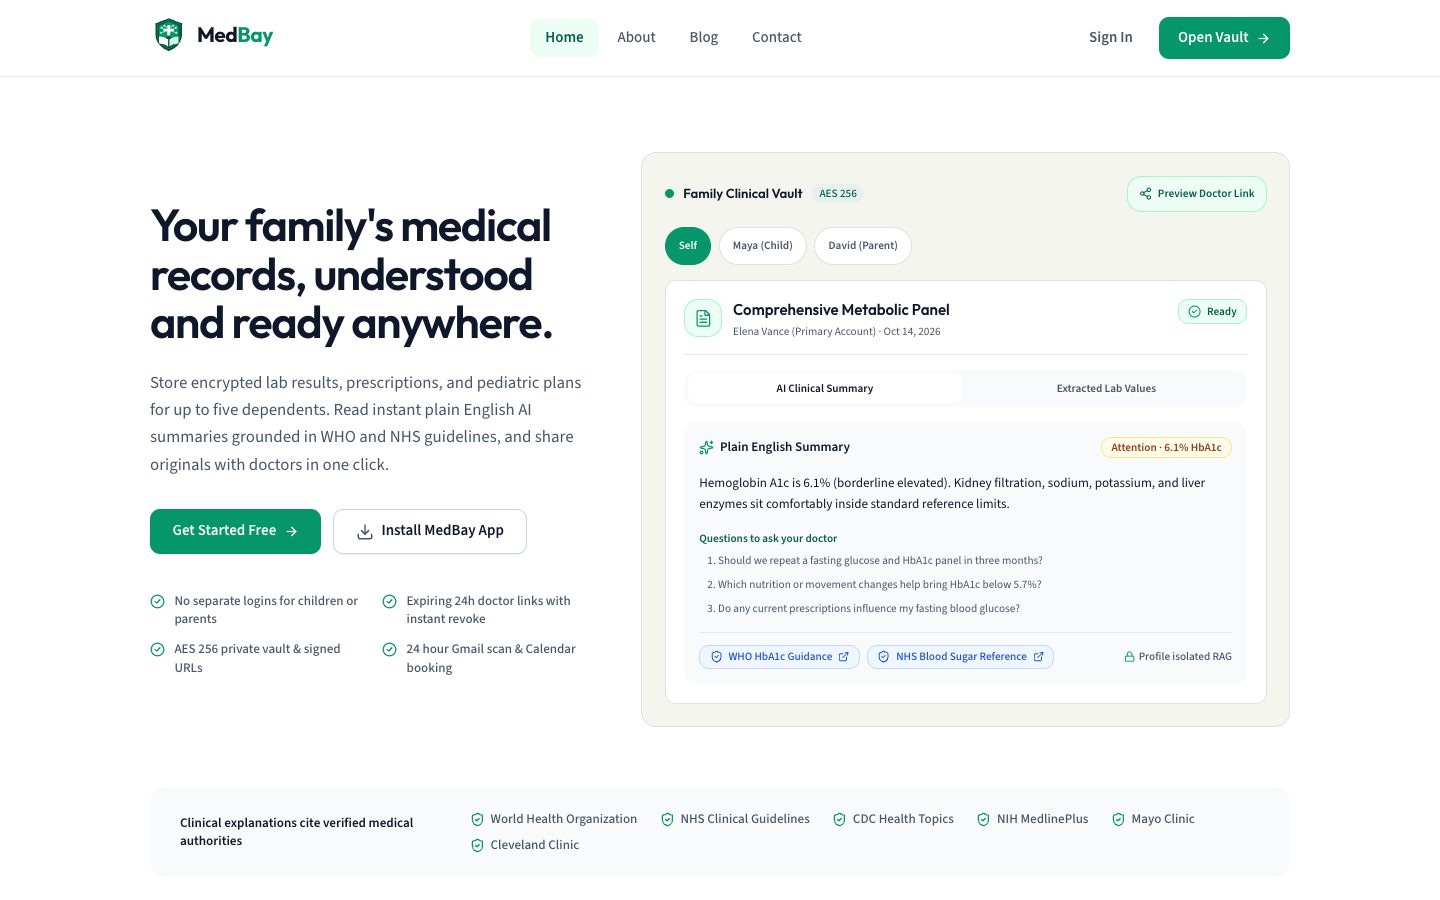 MedBay
Home
About
Blog
Contact
Sign In
Open Vault
Your family's medical
records, understood
and ready anywhere.
Store encrypted lab results, prescriptions, and pediatric plans
for up to five dependents. Read instant plain English AI
summaries grounded in WHO and NHS guidelines, and share
originals with doctors in one click.
Get Started Free
Install MedBay App
No separate logins for children or
parents
Expiring 24h doctor links with
instant revoke
AES 256 private vault & signed
URLs
24 hour Gmail scan & Calendar
booking
Family Clinical Vault
AES 256
Preview Doctor Link
Self
Maya (Child)
David (Parent)
Comprehensive Metabolic Panel
Elena Vance (Primary Account) · Oct 14, 2026
Ready
AI Clinical Summary
Extracted Lab Values
Plain English Summary
Attention · 6.1% HbA1c
Hemoglobin A1c is 6.1% (borderline elevated). Kidney filtration, sodium, potassium, and liver
enzymes sit comfortably inside standard reference limits.
Questions to ask your doctor
1. Should we repeat a fasting glucose and HbA1c panel in three months?
2. Which nutrition or movement changes help bring HbA1c below 5.7%?
3. Do any current prescriptions influence my fasting blood glucose?
WHO HbA1c Guidance
NHS Blood Sugar Reference
Profile isolated RAG
Clinical explanations cite verified medical
authorities
World Health Organization
NHS Clinical Guidelines
CDC Health Topics
NIH MedlinePlus
Mayo Clinic
Cleveland Clinic